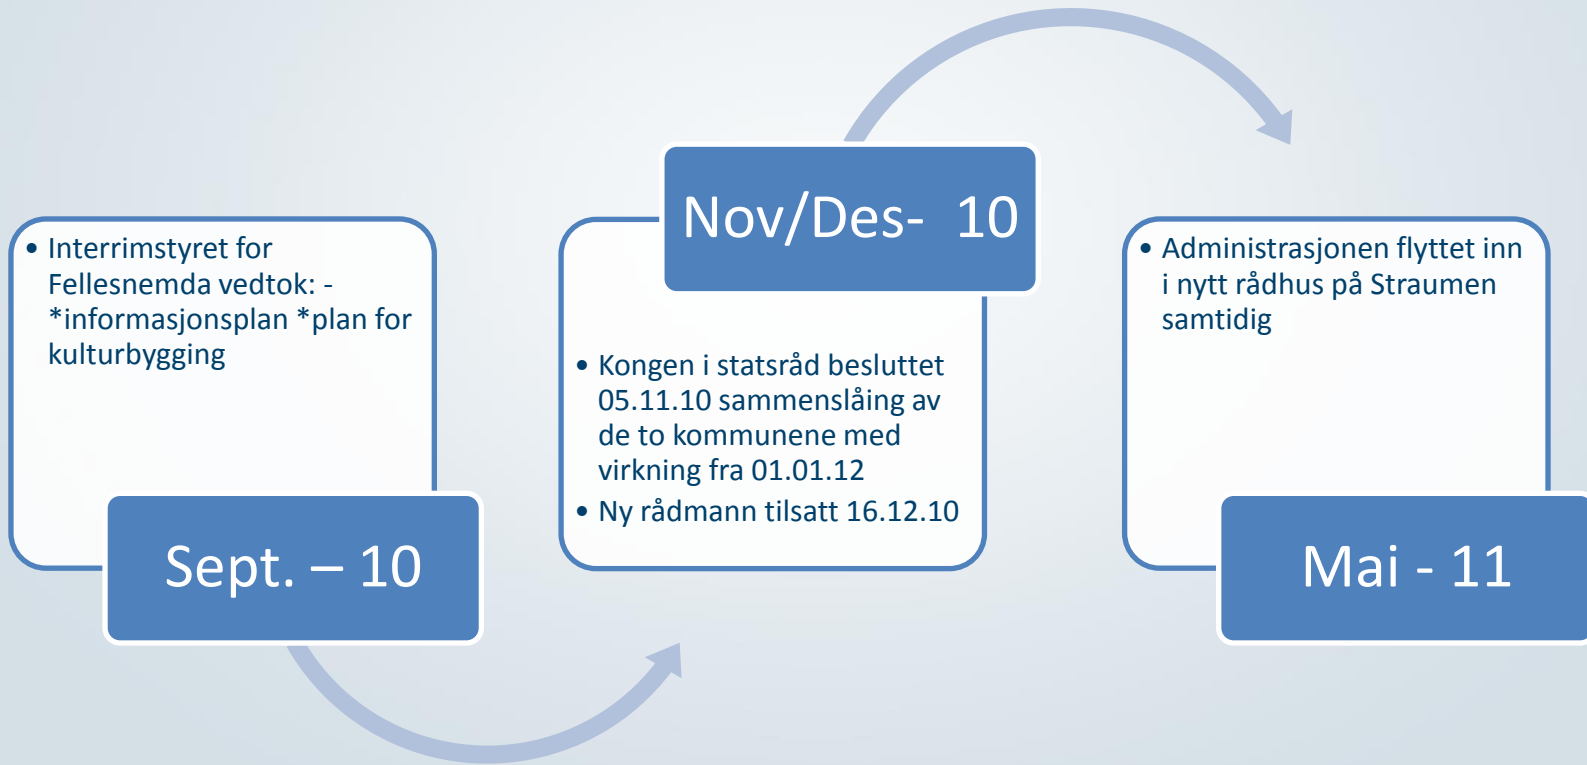 • Interrimstyret for
Fellesnemda vedtok: -
*informasjonsplan *plan for
kulturbygging
Sept. – 10
Nov/Des- 10
• Kongen i statsråd besluttet
05.11.10 sammenslåing av
de to kommunene med
virkning fra 01.01.12
• Ny rådmann tilsatt 16.12.10
• Administrasjonen flyttet inn
i nytt rådhus på Straumen
samtidig
Mai - 11